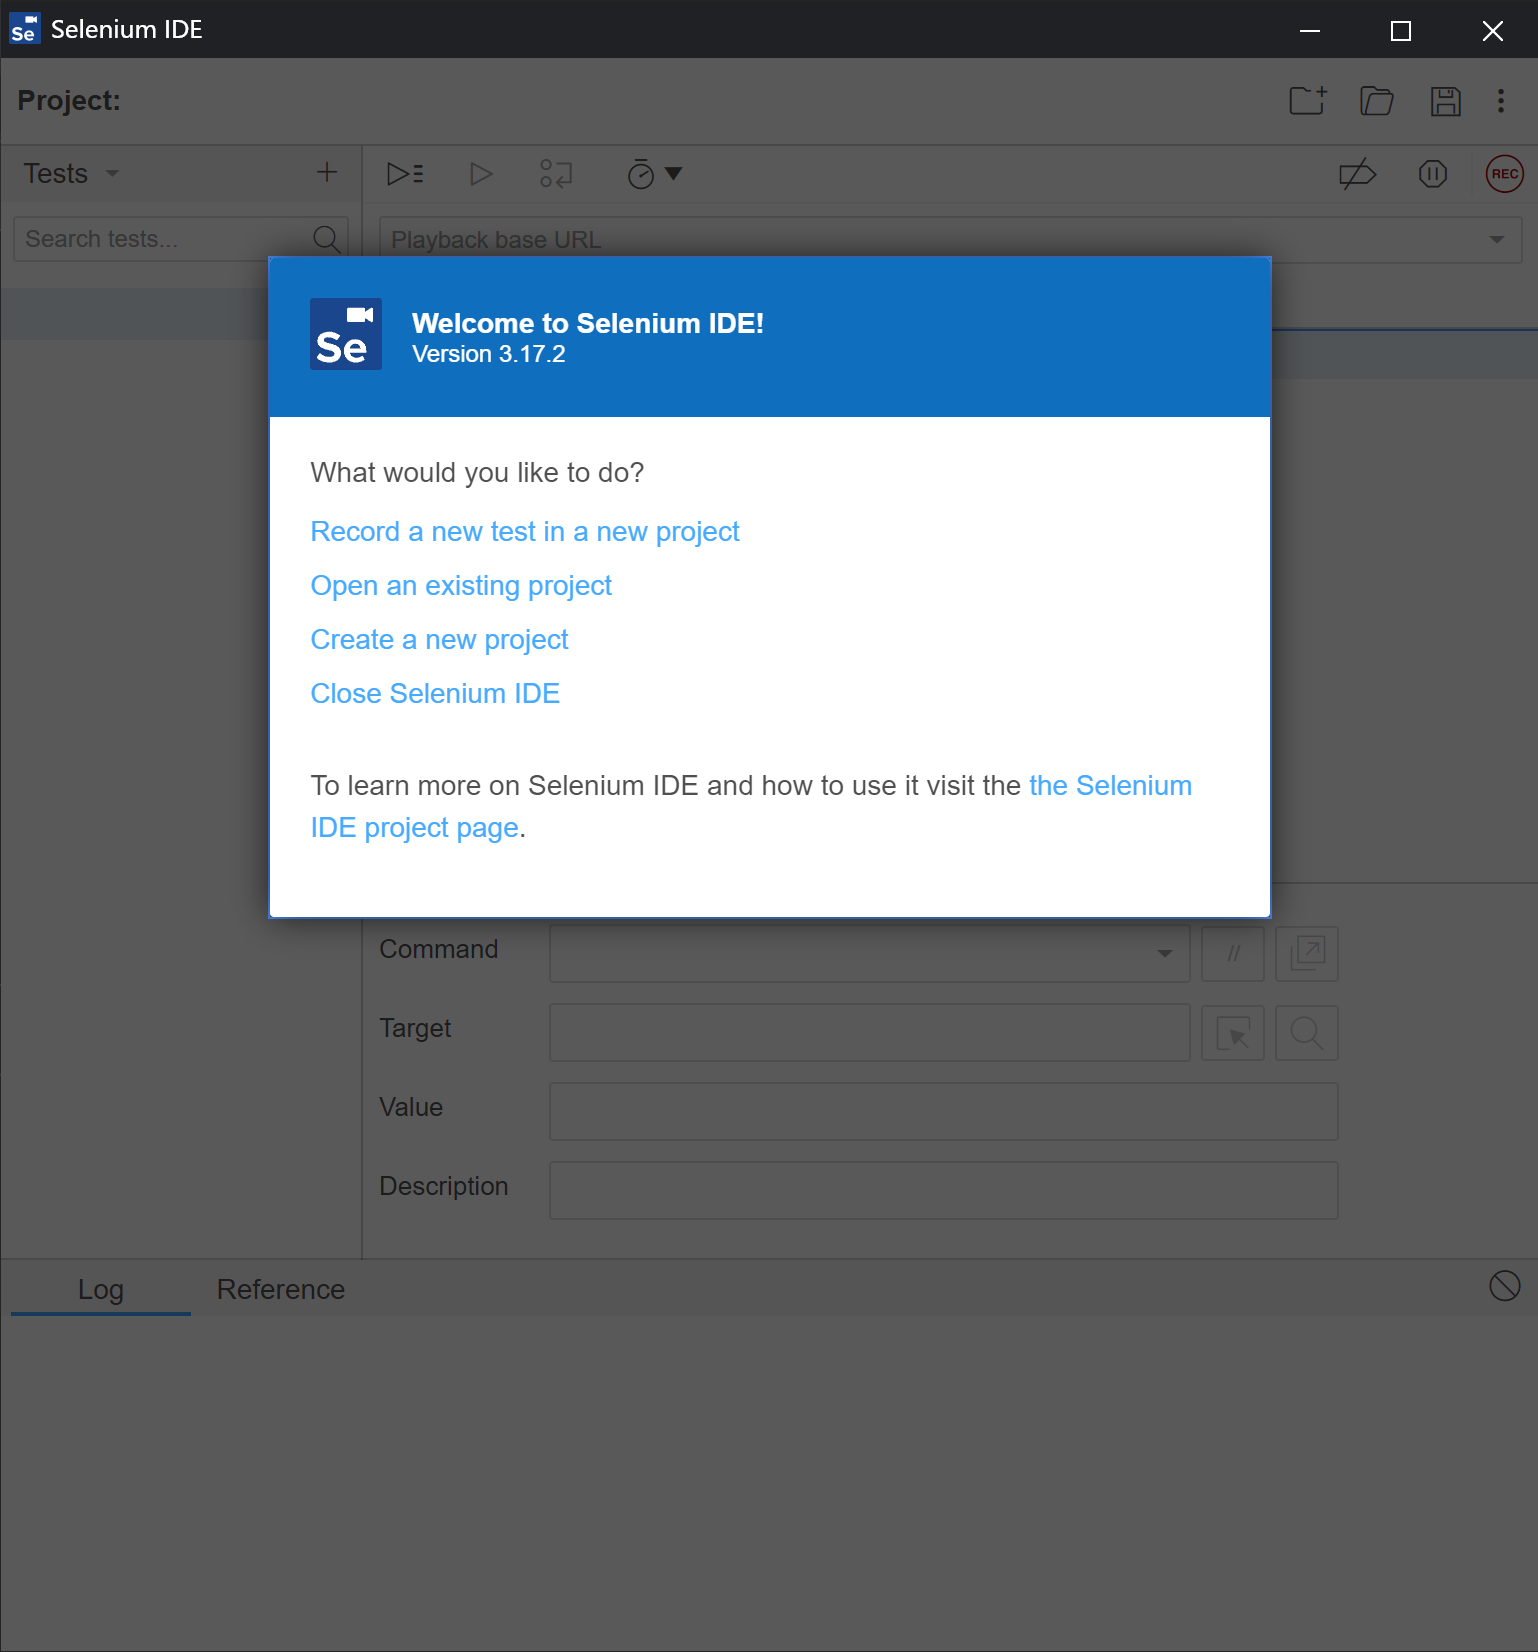 Se Selenium IDE
Project:
Tests
REC
Search tests...
Playback base URL
Se
Welcome to Selenium IDE!
Version 3.17.2
What would you like to do?
Record a new test in a new project
Open an existing project
Create a new project
Close Selenium IDE
To learn more on Selenium IDE and how to use it visit the the Selenium
IDE project page.
Command
//
Target
Value
Description
Log
Reference